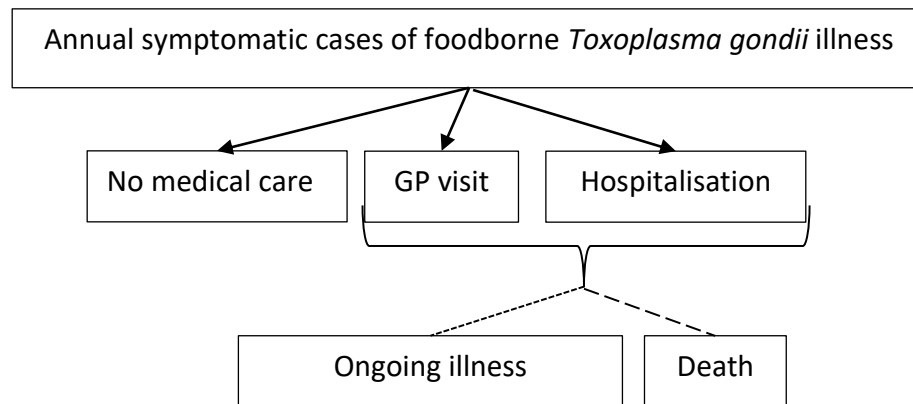 Annual symptomatic cases of foodborne Toxoplasma gondii illness
No medical care
GP visit
Hospitalisation
Ongoing illness
Death